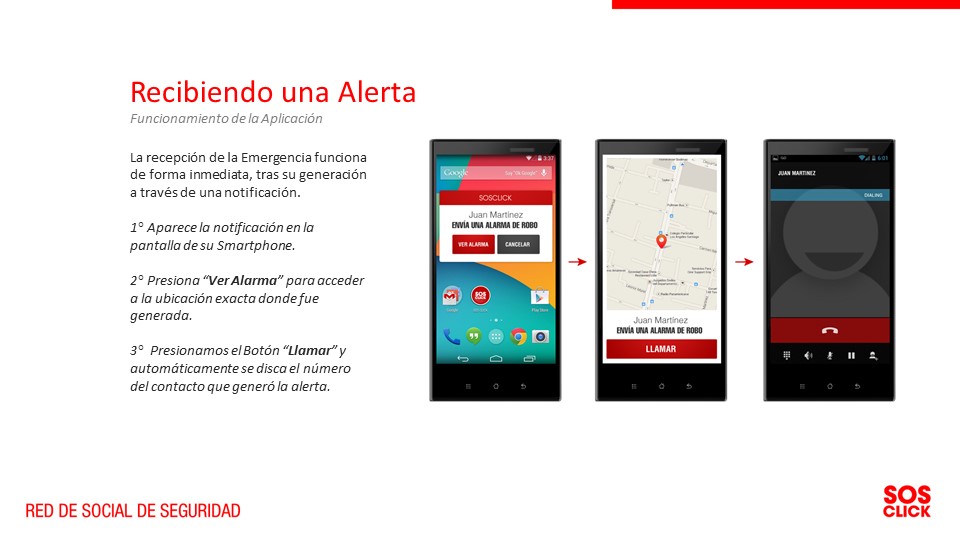 Recibiendo una Alerta
Funcionamiento de la Aplicación
La recepción de la Emergencia funciona
de forma inmediata, tras su generación
a través de una notificación.
1° Aparece la notificación en la
pantalla de su Smartphone.
2° Presiona “Ver Alarma” para acceder
a la ubicación exacta donde fue
generada.
3° Presionamos el Botón “Llamar” y
automáticamente se disca el número
del contacto que generó la alerta.
3:37
Google
Say "Ok Google"
SOSCLICK
Juan Martinez
ENVÍA UNA ALARMA DE ROBO
VER ALARMA
CANCELAR
SOS
CLICK
Play Store
Juan Martinez
ENVÍA UNA ALARMA DE ROBO
LLAMAR
6:01
JUAN MARTINEZ
DIALING
RED DE SOCIAL DE SEGURIDAD
SOS
CLICK